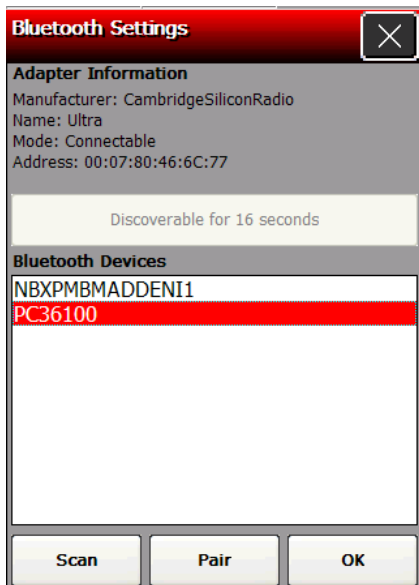 Bluetooth Settings
Adapter Information
Manufacturer: CambridgeSiliconRadio
Name: Ultra
Mode: Connectable
Address: 00:07:80:46:6C:77
Discoverable for 16 seconds
Bluetooth Devices
NBXPMBMADDENI1
PC36100
Scan Pair OK